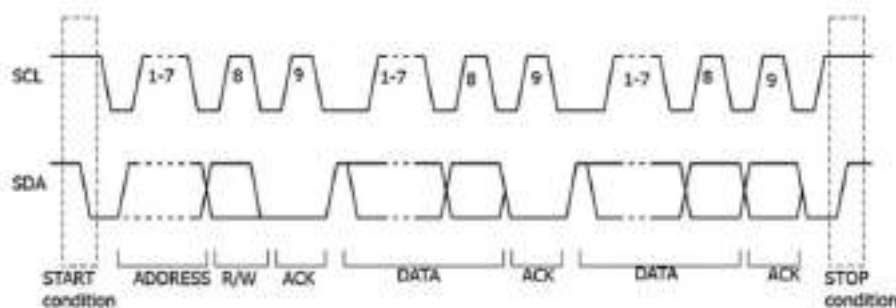 SCL 1-7 8 9 1-7 8 9 1-7 8 9
SDA
START condition ADDRESS R/W ACK DATA ACK DATA ACK STOP condition